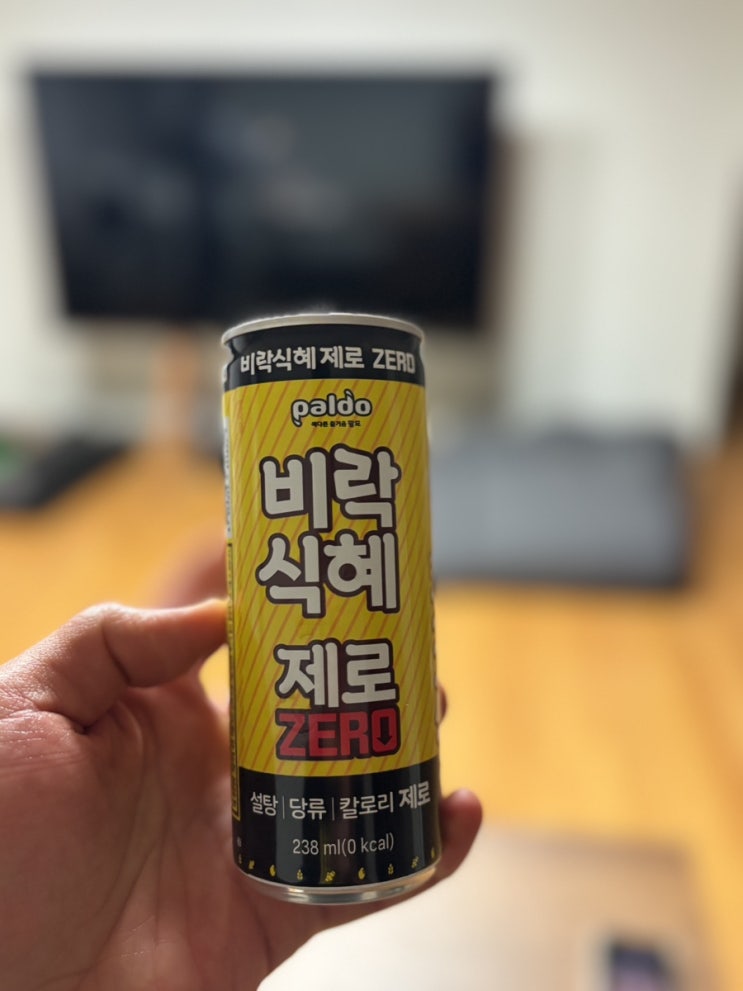 비락식혜 제로 ZERO
paldo
비락
식혜
제로
ZERO
설탕|당류|칼로리 제로
238 ml(0 kcal)